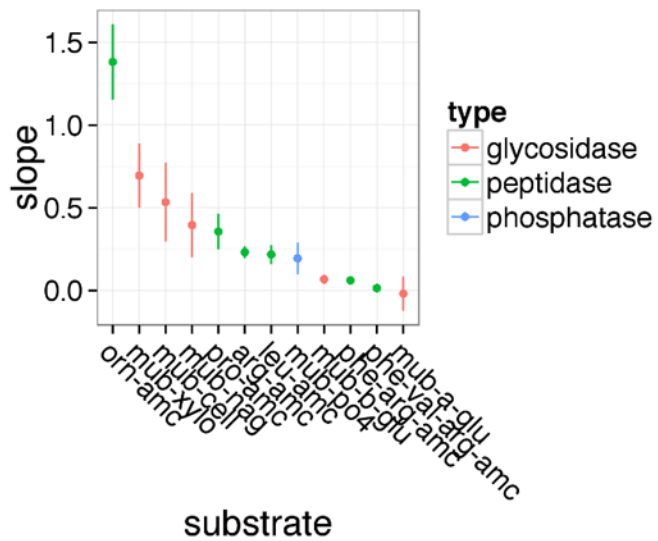 1.5
1.0
0.5
0.0
slope
orn-amc
mub-xylo
mub-cell
mub-nag
pro-amc
arg-amc
leu-amc
mub-po4
mub-b-glu
phe-arg-amc
phe-val-arg-amc
mub-a-glu
substrate
type
glycosidase
peptidase
phosphatase